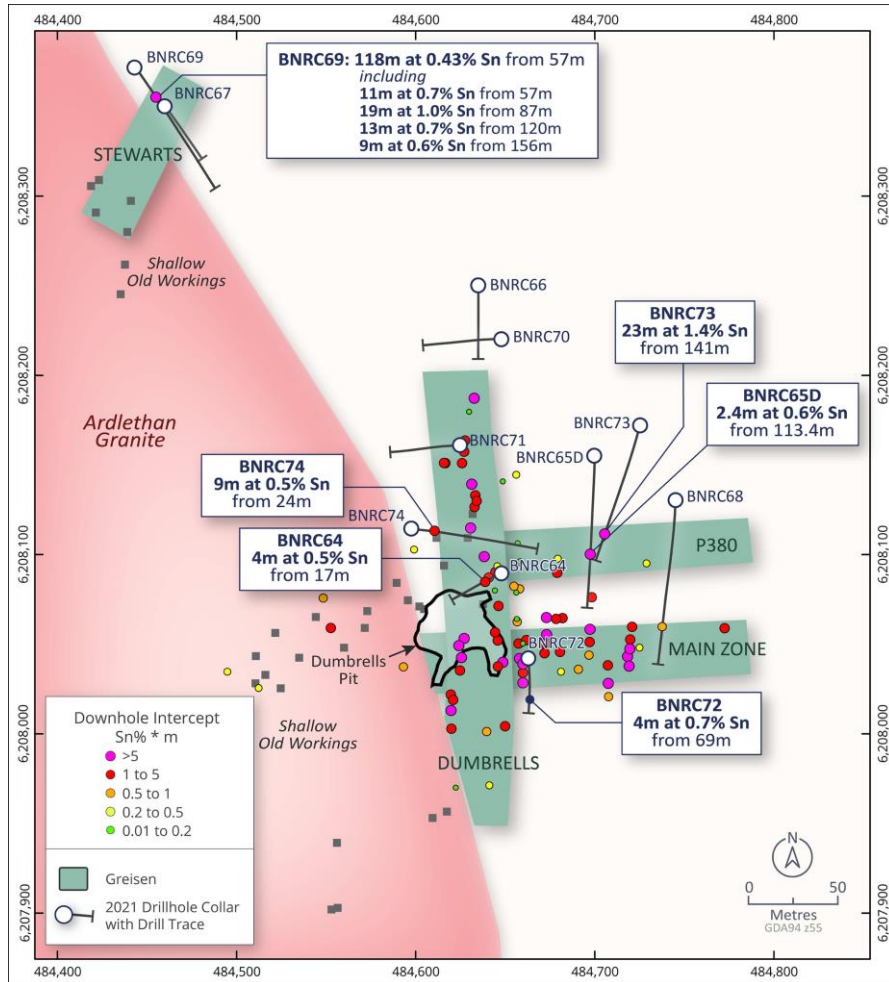 484,400
484,500
484,600
484,700
484,800
6,208,300
6,208,200
6,208,100
6,208,000
6,207,900
6,208,300
6,208,200
6,208,100
6,208,000
6,207,900
BNRC69
BNRC67
STEWARTS
BNRC69: 118m at 0.43% Sn from 57m
including
11m at 0.7% Sn from 57m
19m at 1.0% Sn from 87m
13m at 0.7% Sn from 120m
9m at 0.6% Sn from 156m
Shallow
Old Workings
BNRC66
BNRC70
BNRC73
23m at 1.4% Sn
from 141m
BNRC65D
2.4m at 0.6% Sn
from 113.4m
Ardlethan
Granite
BNRC71
BNRC73
BNRC65D
BNRC68
BNRC74
9m at 0.5% Sn
from 24m
BNRC74
BNRC64
4m at 0.5% Sn
from 17m
BNRC64
P380
Dumbrells
Pit
BNRC72
MAIN ZONE
BNRC72
4m at 0.7% Sn
from 69m
Shallow
Old Workings
DUMBRELLS
Downhole Intercept
Sn% * m
>5
1 to 5
0.5 to 1
0.2 to 0.5
0.01 to 0.2
Greisen
2021 Drillhole Collar
with Drill Trace
N
0 50
Metres
GDA94 z55
484,400
484,500
484,600
484,700
484,800